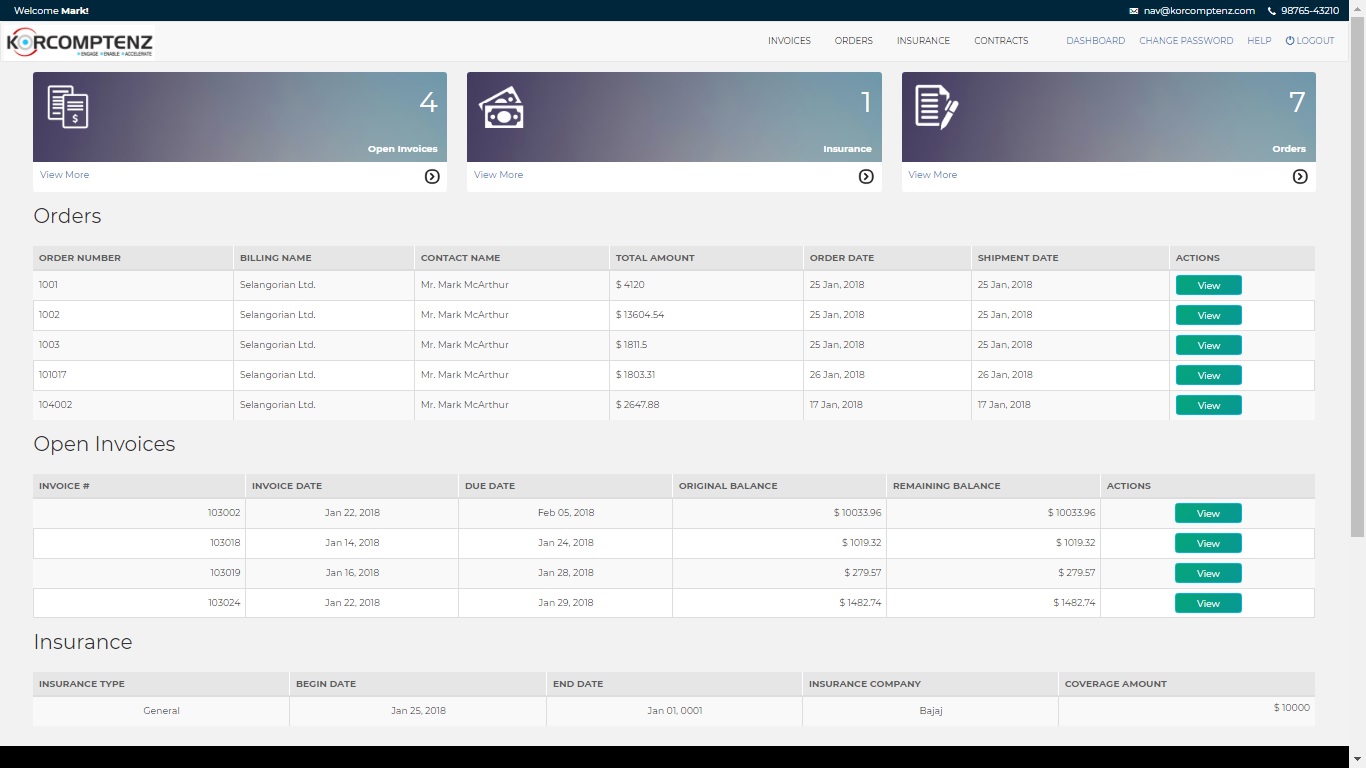 Welcome Mark! nav@korcomptenz.com 98765-43210
KORCOMPTENZ INVOICES ORDERS INSURANCE CONTRACTS DASHBOARD CHANGE PASSWORD HELP LOGOUT
ENGAGE ENABLE ACCELERATE
4 1 7
$
Open Invoices Insurance Orders
View More View More View More
Orders
ORDER NUMBER BILLING NAME CONTACT NAME TOTAL AMOUNT ORDER DATE SHIPMENT DATE ACTIONS
1001 Selangorian Ltd. Mr. Mark McArthur $ 4120 25 Jan, 2018 25 Jan, 2018 View
1002 Selangorian Ltd. Mr. Mark McArthur $ 13604.54 25 Jan, 2018 25 Jan, 2018 View
1003 Selangorian Ltd. Mr. Mark McArthur $ 1811.5 25 Jan, 2018 25 Jan, 2018 View
101017 Selangorian Ltd. Mr. Mark McArthur $ 1803.31 26 Jan, 2018 26 Jan, 2018 View
104002 Selangorian Ltd. Mr. Mark McArthur $ 2647.88 17 Jan, 2018 17 Jan, 2018 View
Open Invoices
INVOICE # INVOICE DATE DUE DATE ORIGINAL BALANCE REMAINING BALANCE ACTIONS
103002 Jan 22, 2018 Feb 05, 2018 $ 10033.96 $ 10033.96 View
103018 Jan 14, 2018 Jan 24, 2018 $ 1019.32 $ 1019.32 View
103019 Jan 16, 2018 Jan 28, 2018 $ 279.57 $ 279.57 View
103024 Jan 22, 2018 Jan 29, 2018 $ 1482.74 $ 1482.74 View
Insurance
INSURANCE TYPE BEGIN DATE END DATE INSURANCE COMPANY COVERAGE AMOUNT
General Jan 25, 2018 Jan 01, 0001 Bajaj $ 10000